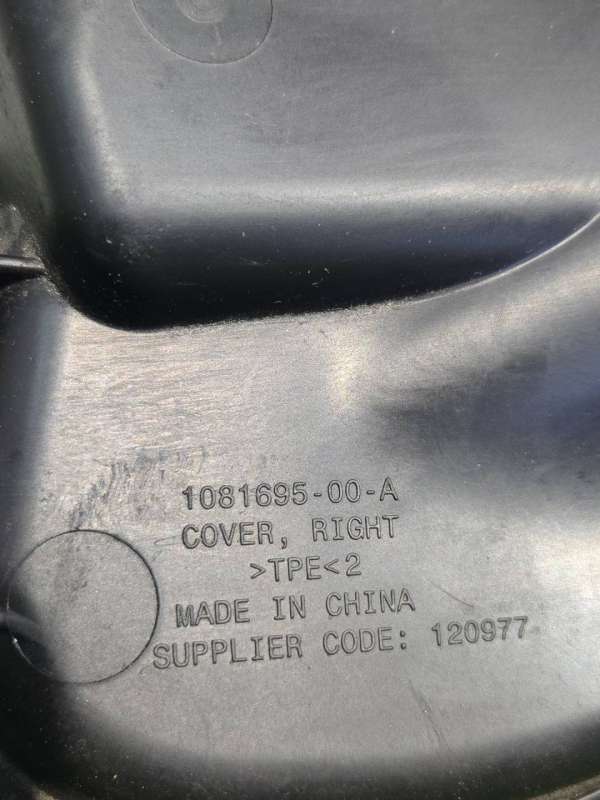 1081695-00-A
COVER, RIGHT
>TPE<2
MADE IN CHINA
SUPPLIER CODE: 120977